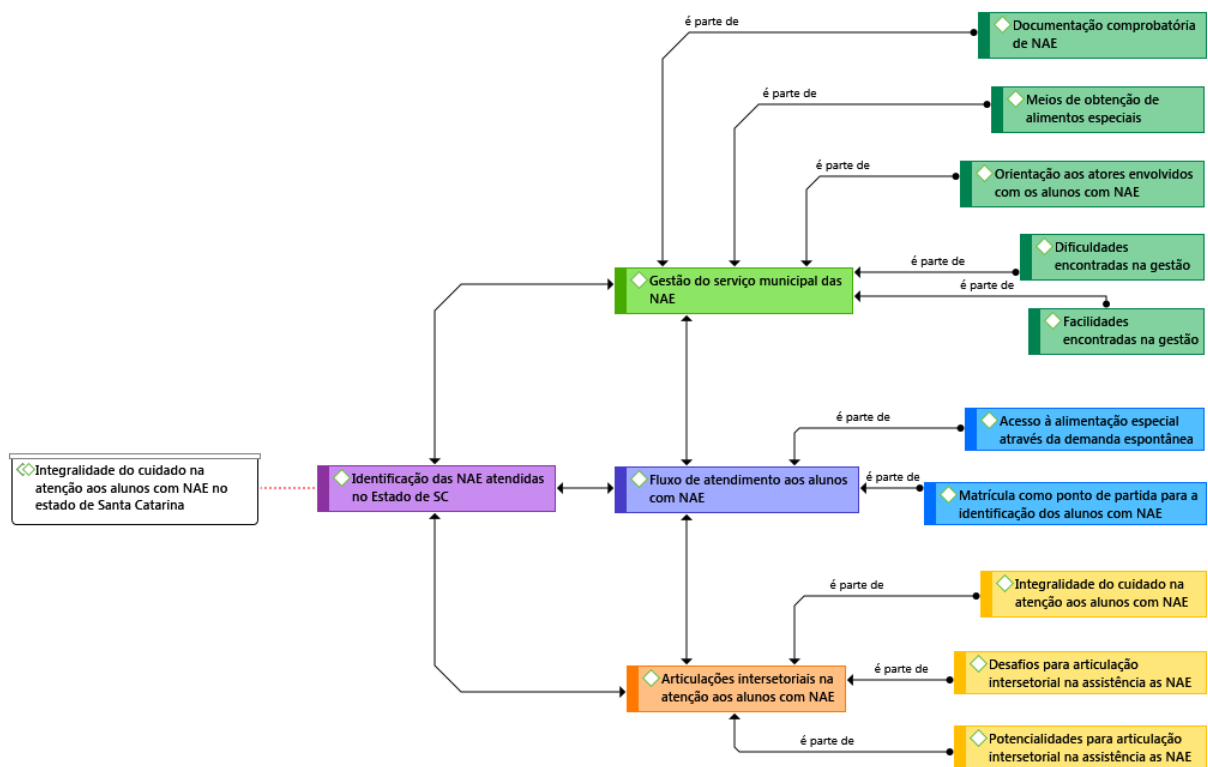 é parte de
Documentação comprobatória
de NAE
é parte de
Meios de obtenção de
alimentos especiais
é parte de
Orientação aos atores envolvidos
com os alunos com NAE
Dificuldades
encontradas na gestão
é parte de
Gestão do serviço municipal das
NAE
é parte de
Facilidades
encontradas na gestão
é parte de
Acesso à alimentação especial
através da demanda espontânea
Integralidade do cuidado na
atenção aos alunos com NAE no
estado de Santa Catarina
Identificação das NAE atendidas
no Estado de SC
Fluxo de atendimento aos alunos
com NAE
é parte de
Matrícula como ponto de partida para a
identificação dos alunos com NAE
é parte de
Integralidade do cuidado na
atenção aos alunos com NAE
Articulações intersetoriais na
atenção aos alunos com NAE
é parte de
Desafios para articulação
intersetorial na assistência as NAE
é parte de
Potencialidades para articulação
intersetorial na assistência as NAE